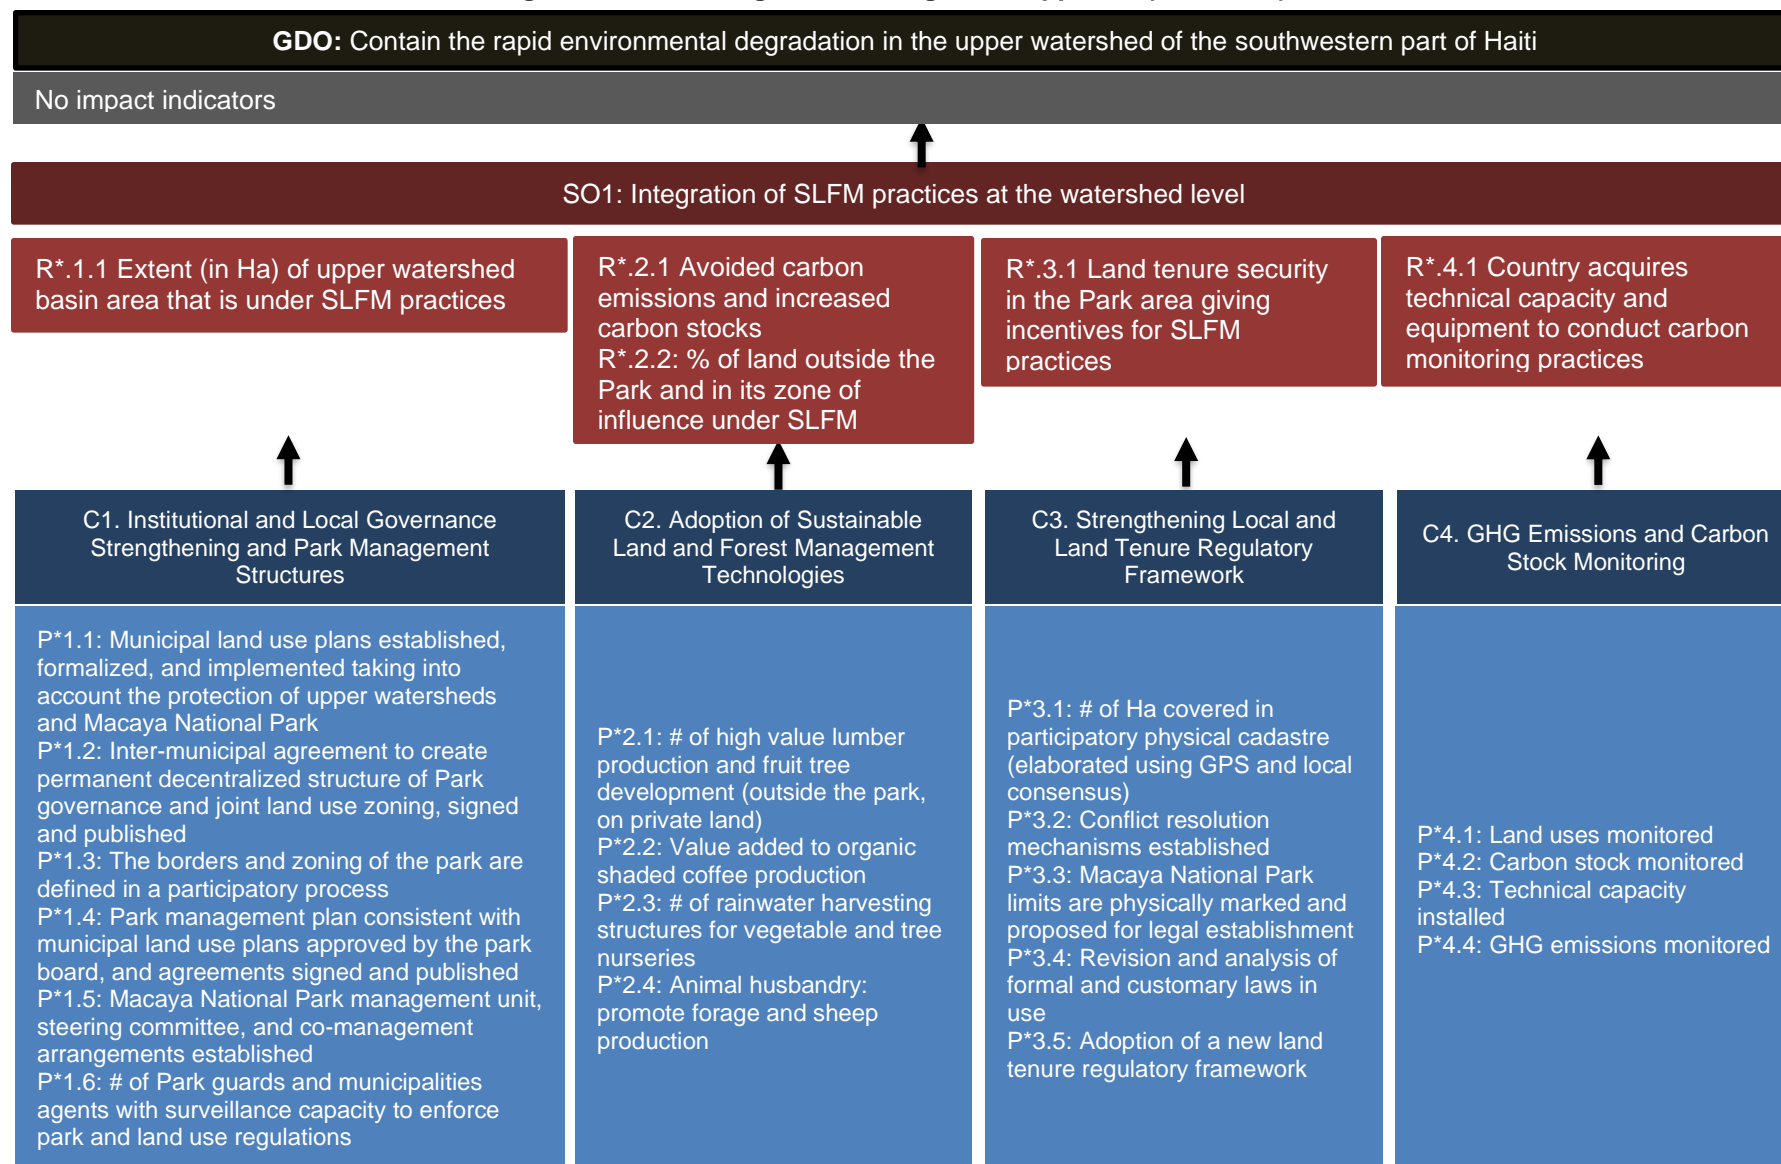 GDO: Contain the rapid environmental degradation in the upper watershed of the southwestern part of Haiti
No impact indicators
SO1: Integration of SLFM practices at the watershed level
R*.1.1 Extent (in Ha) of upper watershed
basin area that is under SLFM practices
R*.2.1 Avoided carbon
emissions and increased
carbon stocks
R*.2.2: % of land outside the
Park and in its zone of
influence under SLFM
R*.3.1 Land tenure security
in the Park area giving
incentives for SLFM
practices
R*.4.1 Country acquires
technical capacity and
equipment to conduct carbon
monitoring practices
C1. Institutional and Local Governance
Strengthening and Park Management
Structures
C2. Adoption of Sustainable
Land and Forest Management
Technologies
C3. Strengthening Local and
Land Tenure Regulatory
Framework
C4. GHG Emissions and Carbon
Stock Monitoring
P*1.1: Municipal land use plans established,
formalized, and implemented taking into
account the protection of upper watersheds
and Macaya National Park
P*1.2: Inter-municipal agreement to create
permanent decentralized structure of Park
governance and joint land use zoning, signed
and published
P*1.3: The borders and zoning of the park are
defined in a participatory process
P*1.4: Park management plan consistent with
municipal land use plans approved by the park
board, and agreements signed and published
P*1.5: Macaya National Park management unit,
steering committee, and co-management
arrangements established
P*1.6: # of Park guards and municipalities
agents with surveillance capacity to enforce
park and land use regulations
P*2.1: # of high value lumber
production and fruit tree
development (outside the park,
on private land)
P*2.2: Value added to organic
shaded coffee production
P*2.3: # of rainwater harvesting
structures for vegetable and tree
nurseries
P*2.4: Animal husbandry:
promote forage and sheep
production
P*3.1: # of Ha covered in
participatory physical cadastre
(elaborated using GPS and local
consensus)
P*3.2: Conflict resolution
mechanisms established
P*3.3: Macaya National Park
limits are physically marked and
proposed for legal establishment
P*3.4: Revision and analysis of
formal and customary laws in
use
P*3.5: Adoption of a new land
tenure regulatory framework
P*4.1: Land uses monitored
P*4.2: Carbon stock monitored
P*4.3: Technical capacity
installed
P*4.4: GHG emissions monitored